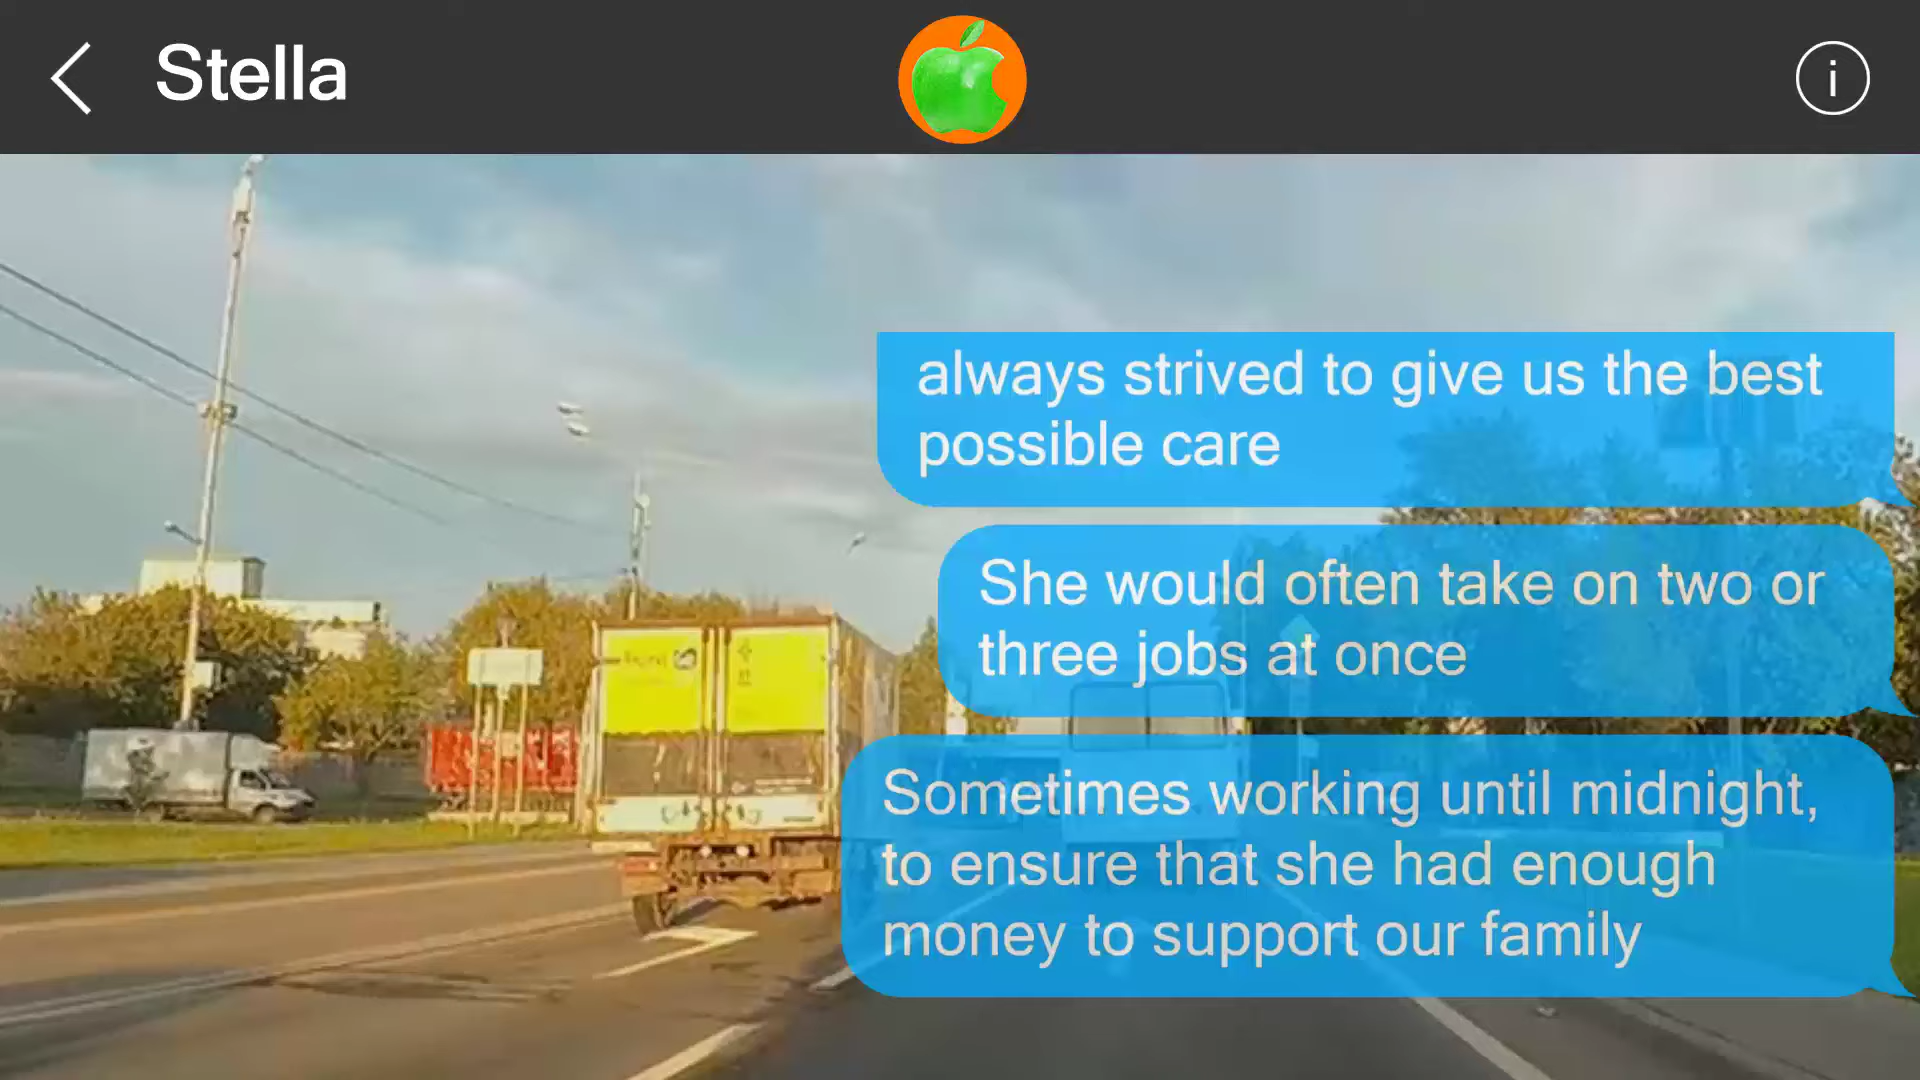 Stella
i
always strived to give us the best
possible care
She would often take on two or
three jobs at once
Sometimes working until midnight,
to ensure that she had enough
money to support our family